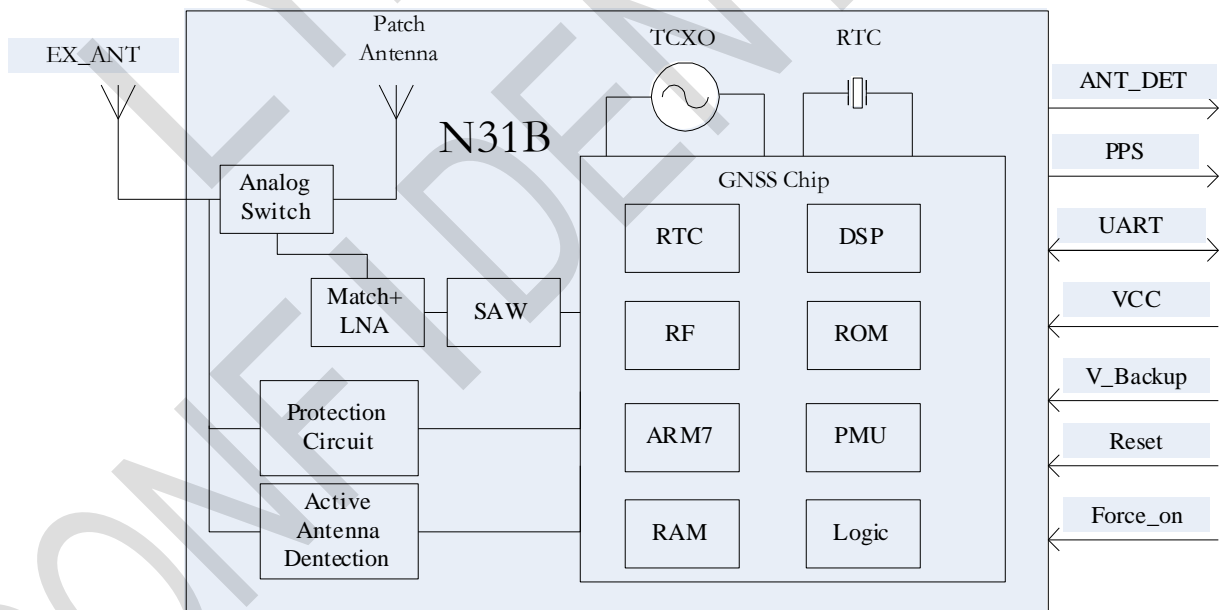 EX_ANT
Patch
Antenna
TCXO
RTC
N31B
GNSS Chip
Analog
Switch
Match+
LNA
SAW
Protection
Circuit
Active
Antenna
Dentection
RTC
DSP
RF
ROM
ARM7
PMU
RAM
Logic
ANT_DET
PPS
UART
VCC
V_Backup
Reset
Force_on